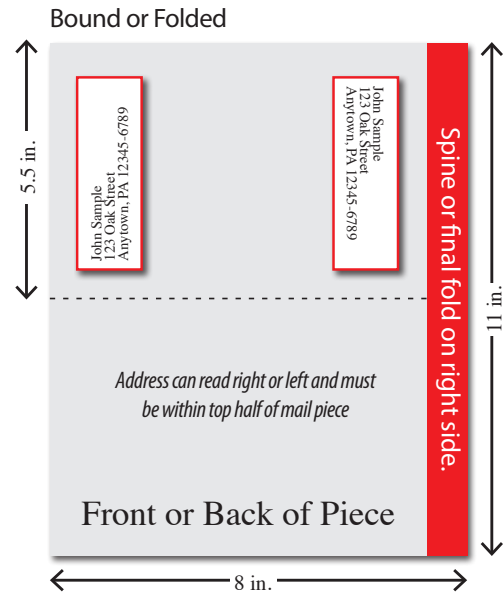 Bound or Folded
5.5 in.
John Sample
123 Oak Street
Anytown, PA 12345-6789
John Sample
123 Oak Street
Anytown, PA 12345-6789
Spine or final fold on right side.
11 in.
Address can read right or left and must
be within top half of mail piece
Front or Back of Piece
8 in.